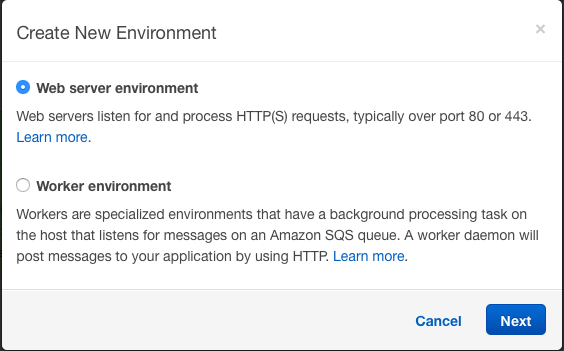 Create New Environment
×
Web server environment
Web servers listen for and process HTTP(S) requests, typically over port 80 or 443.
Learn more.
Worker environment
Workers are specialized environments that have a background processing task on
the host that listens for messages on an Amazon SQS queue. A worker daemon will
post messages to your application by using HTTP. Learn more.
Cancel Next